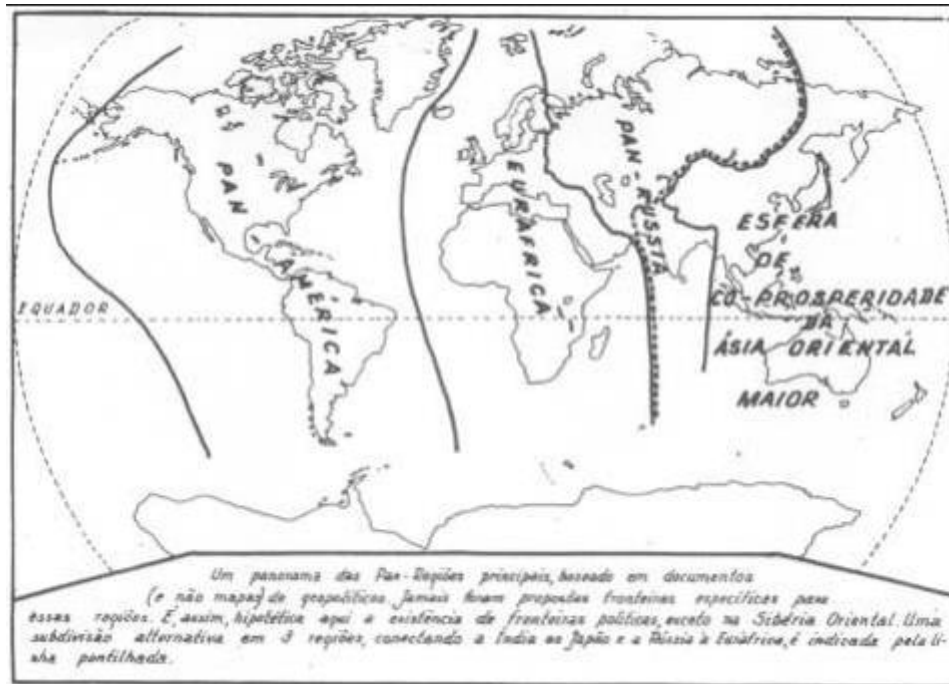 PAN
AMÉRICA
EURÁFRICA
PAN-RUSSIA
ESFERA
DE
CO-PROSPERIDADE
DA
ÁSIA ORIENTAL
MAIOR
EQUADOR
Um panorama das Pan-Regiões principais, baseado em documentos
(e não mapas) de geopolíticos. Jamais foram propostas fronteiras específicas para
essas regiões. É, assim, hipotética aqui a existência de fronteiras políticas, exceto na Sibéria Oriental. Uma
subdivisão alternativa em 3 regiões, conectando a Índia ao Japão e a Rússia à Euráfrica, é indicada pela li-
nha pontilhada.